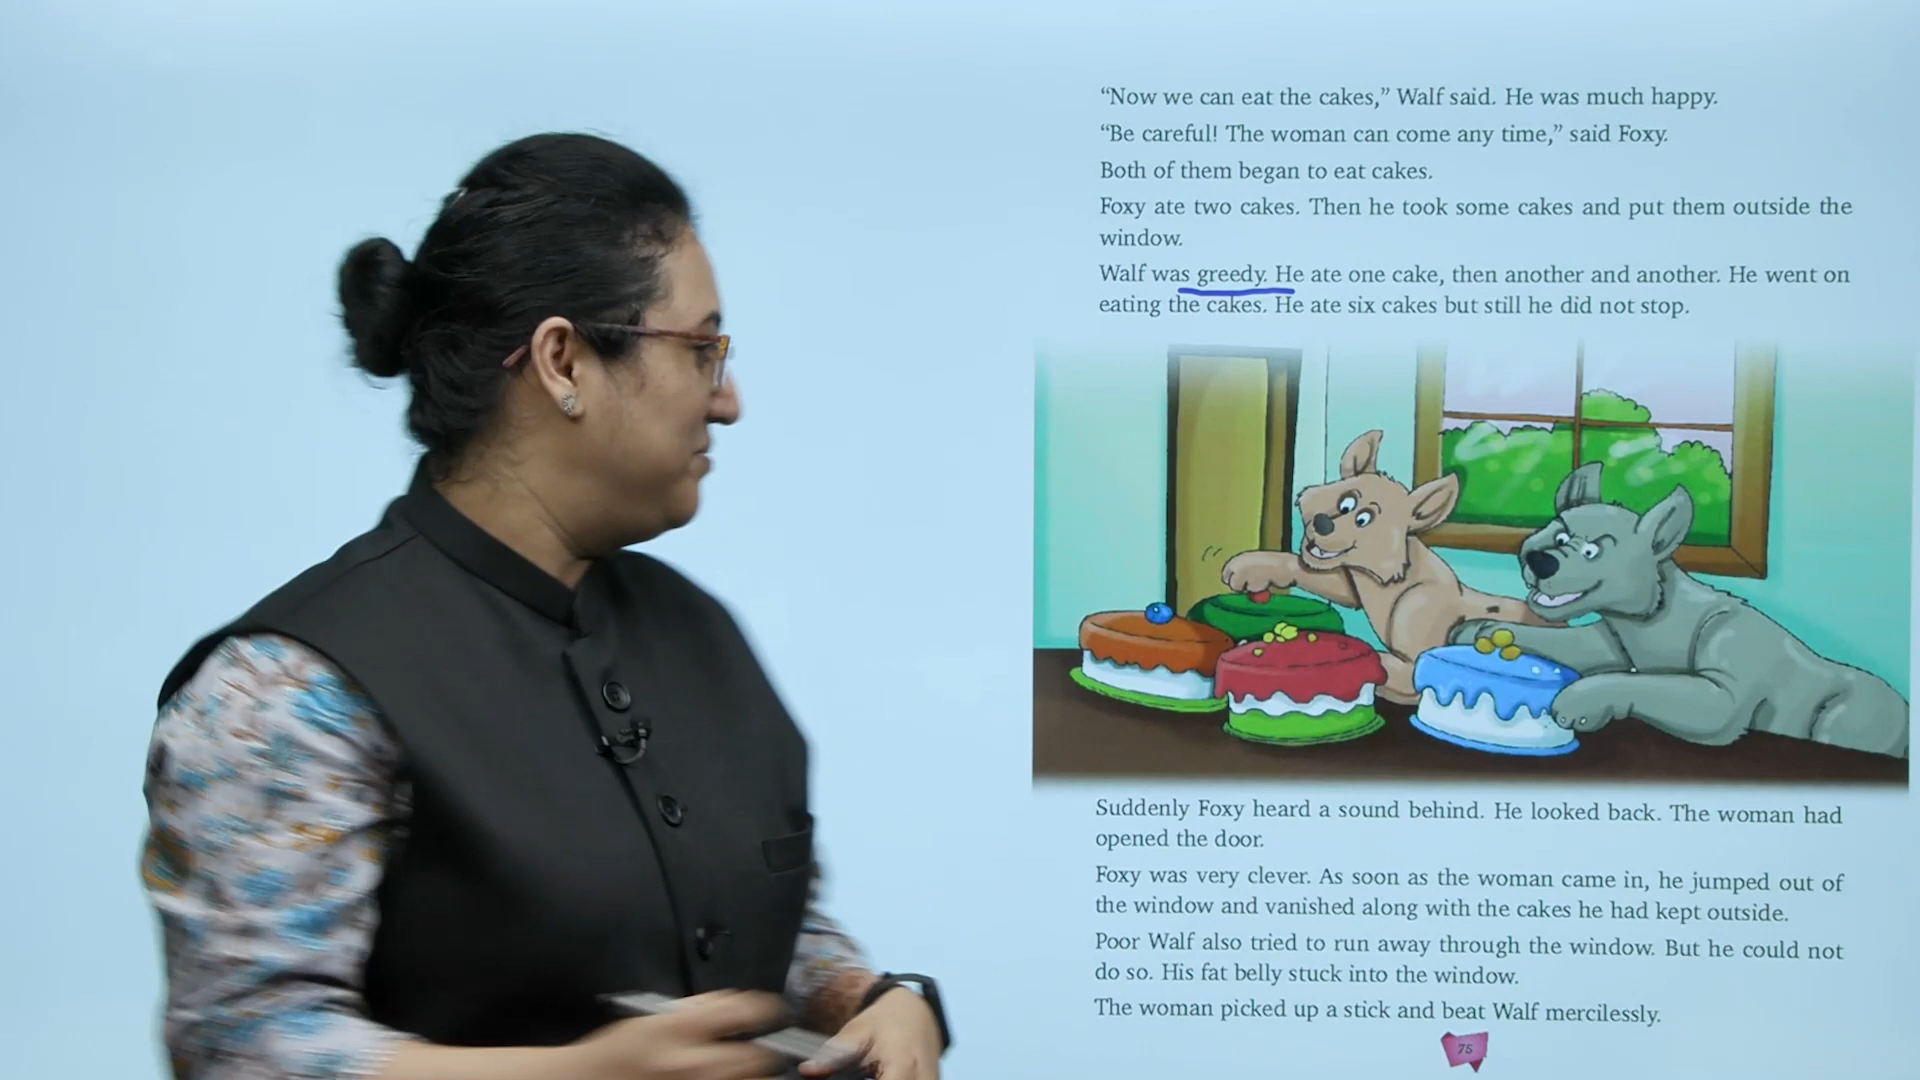 “Now we can eat the cakes,” Walf said. He was much happy.
“Be careful! The woman can come any time,” said Foxy.
Both of them began to eat cakes.
Foxy ate two cakes. Then he took some cakes and put them outside the
window.
Walf was greedy. He ate one cake, then another and another. He went on
eating the cakes. He ate six cakes but still he did not stop.
Suddenly Foxy heard a sound behind. He looked back. The woman had
opened the door.
Foxy was very clever. As soon as the woman came in, he jumped out of
the window and vanished along with the cakes he had kept outside.
Poor Walf also tried to run away through the window. But he could not
do so. His fat belly stuck into the window.
The woman picked up a stick and beat Walf mercilessly.
75